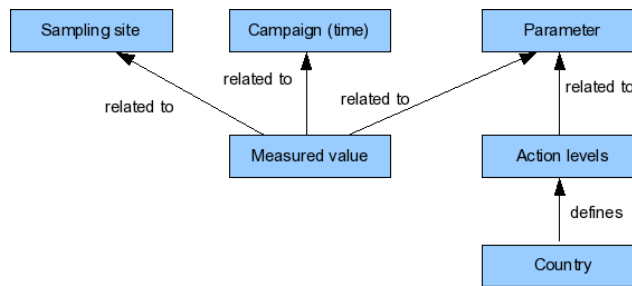 Sampling site
Campaign (time)
Parameter
related to
related to
related to
related to
Measured value
Action levels
defines
Country